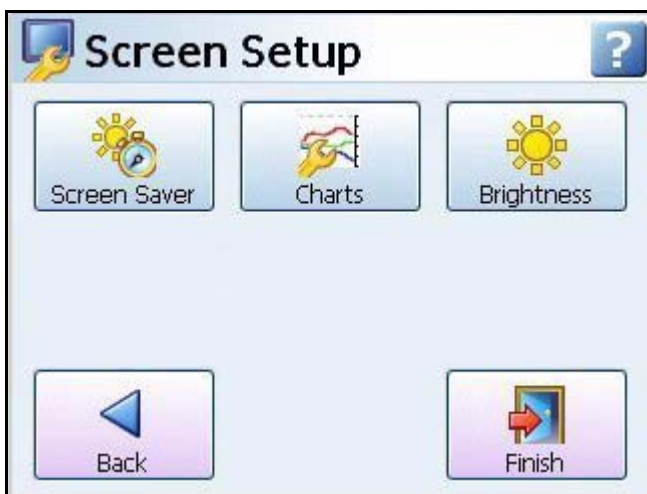 Screen Setup
?
Screen Saver
Charts
Brightness
Back
Finish